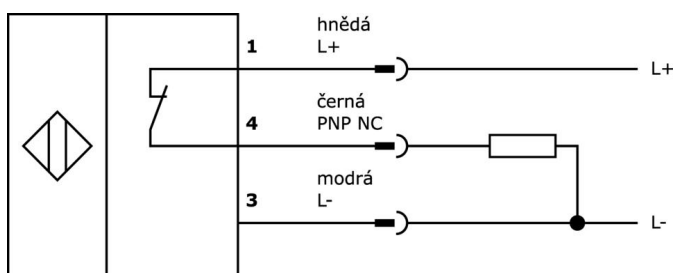 hnědá
1 L+
L+
černá
4 PNP NC
modrá
3 L-
L-